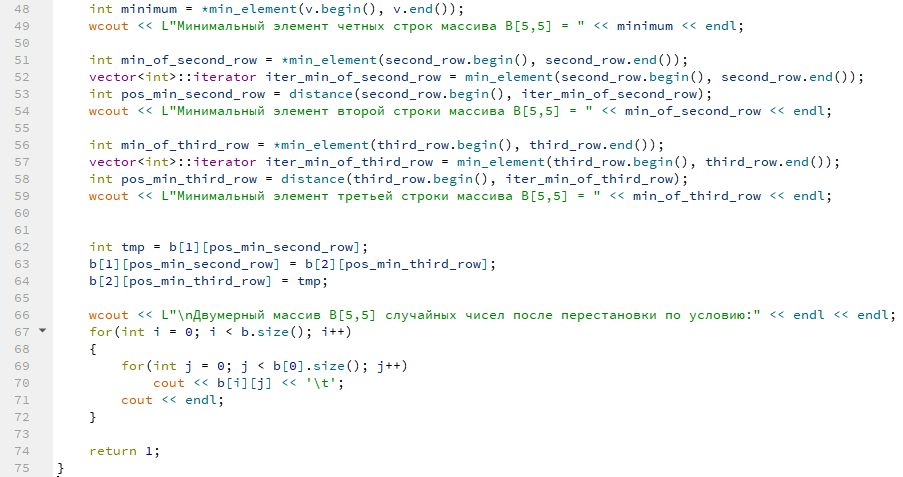 48 int minimum = *min_element(v.begin(), v.end());
49 wcout << L"Минимальный элемент четных строк массива B[5,5] = " << minimum << endl;
50
51 int min_of_second_row = *min_element(second_row.begin(), second_row.end());
52 vector<int>::iterator iter_min_of_second_row = min_element(second_row.begin(), second_row.end());
53 int pos_min_second_row = distance(second_row.begin(), iter_min_of_second_row);
54 wcout << L"Минимальный элемент второй строки массива B[5,5] = " << min_of_second_row << endl;
55
56 int min_of_third_row = *min_element(third_row.begin(), third_row.end());
57 vector<int>::iterator iter_min_of_third_row = min_element(third_row.begin(), third_row.end());
58 int pos_min_third_row = distance(third_row.begin(), iter_min_of_third_row);
59 wcout << L"Минимальный элемент третьей строки массива B[5,5] = " << min_of_third_row << endl;
60
61
62 int tmp = b[1][pos_min_second_row];
63 b[1][pos_min_second_row] = b[2][pos_min_third_row];
64 b[2][pos_min_third_row] = tmp;
65
66 wcout << L"\nДвумерный массив B[5,5] случайных чисел после перестановки по условию:" << endl << endl;
67 for(int i = 0; i < b.size(); i++)
68 {
69 for(int j = 0; j < b[0].size(); j++)
70 cout << b[i][j] << '\t';
71 cout << endl;
72 }
73
74 return 1;
75 }